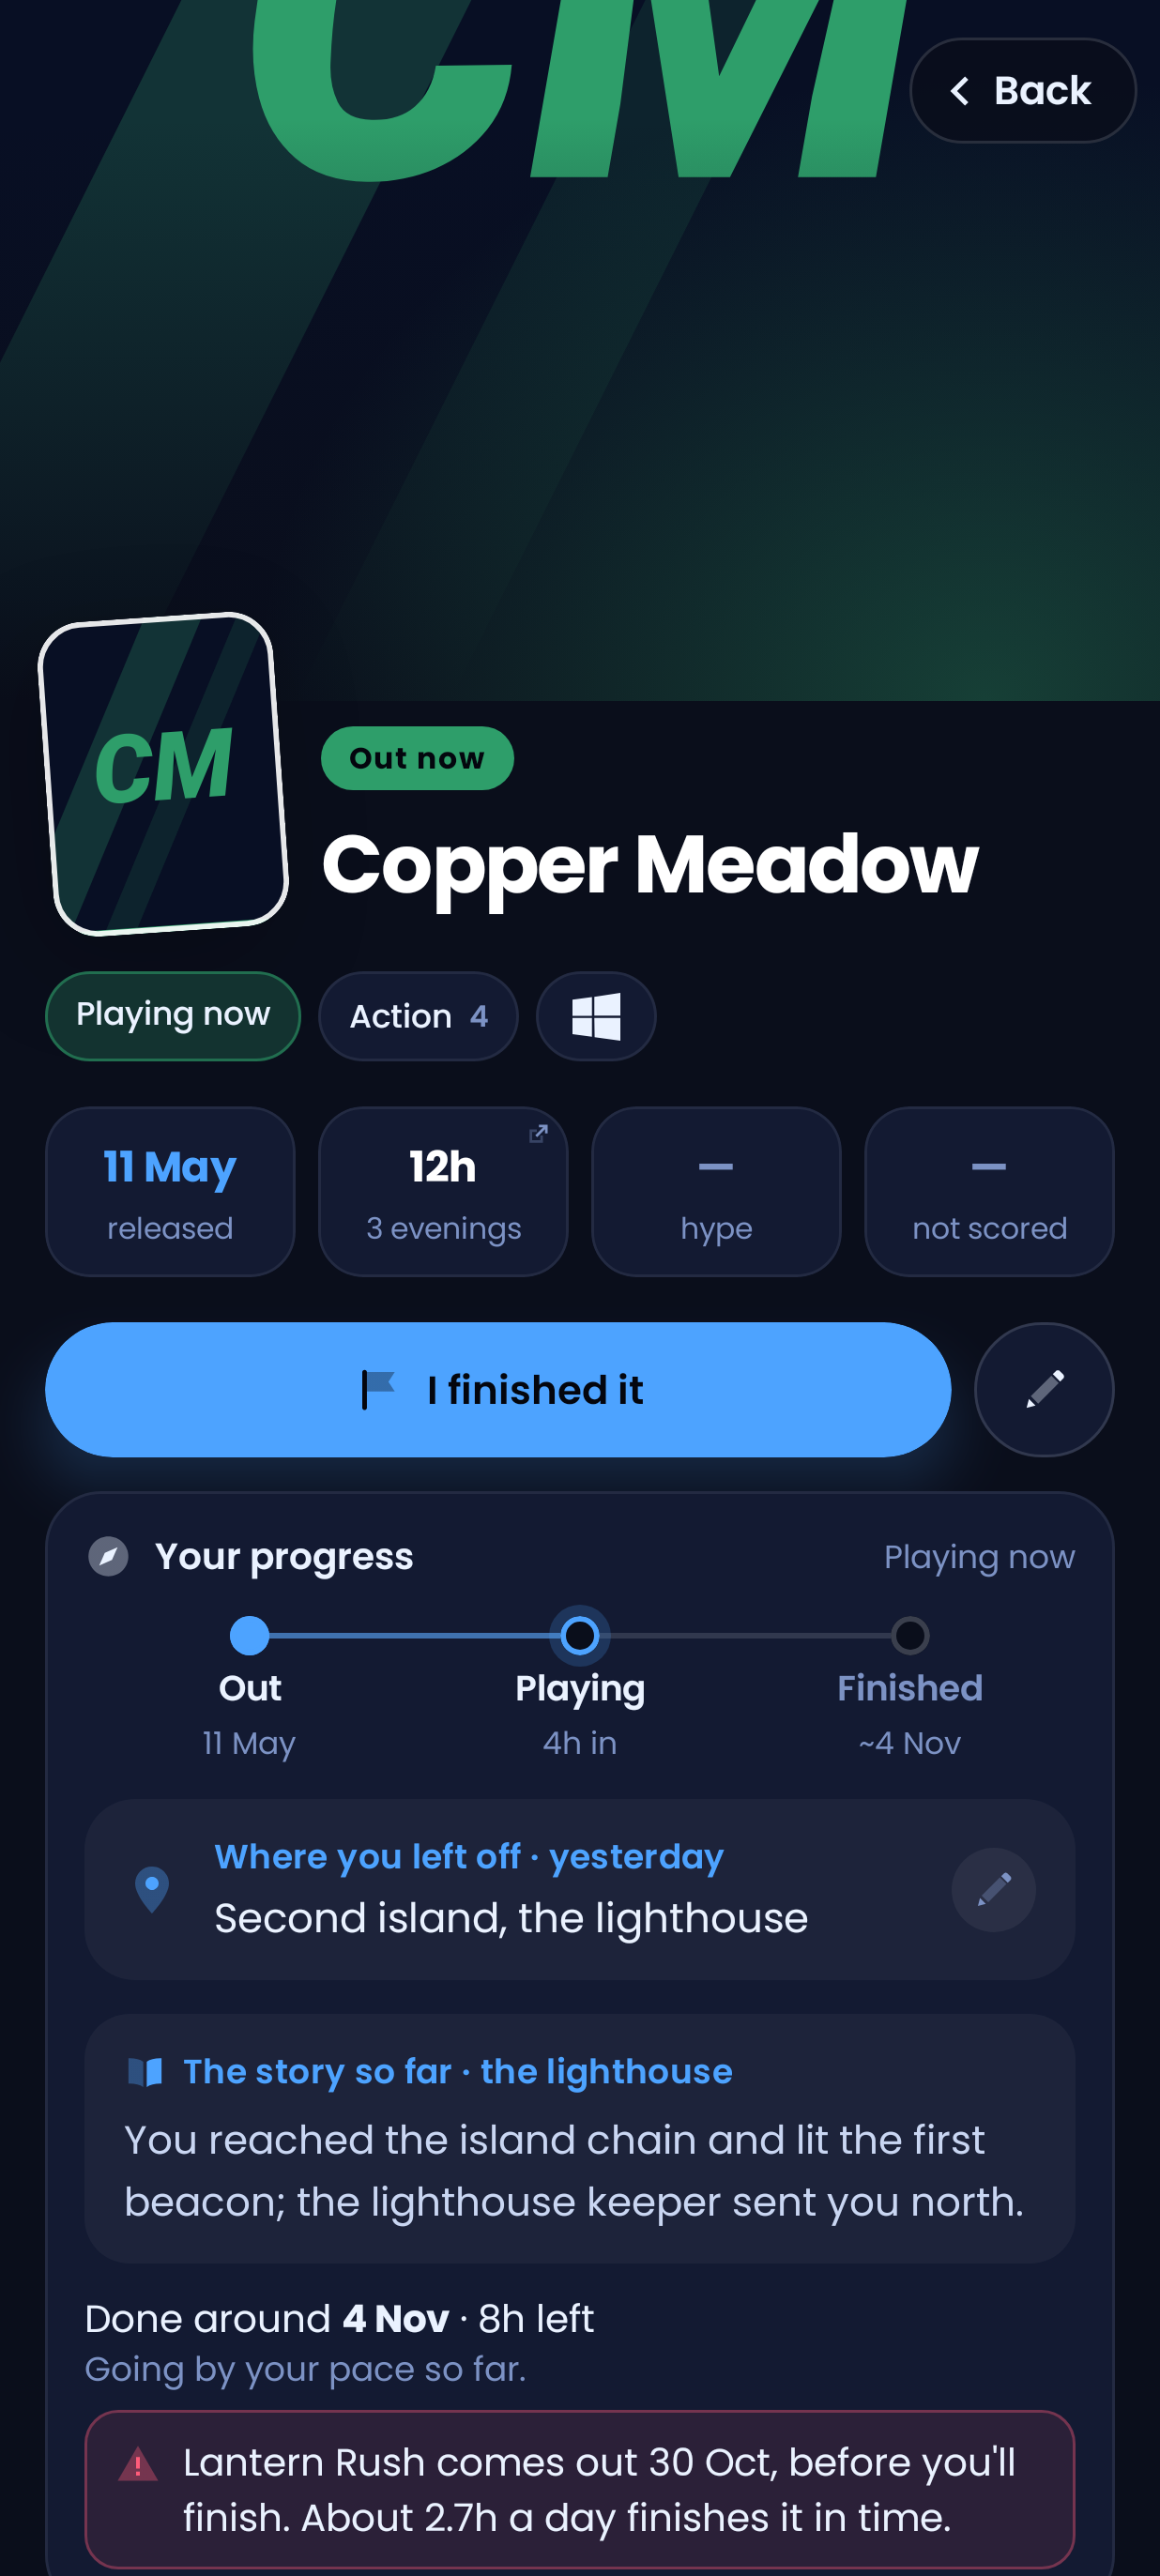 CM
Back
CM
Out now
Copper Meadow
Playing now
Action 4
11 May
released
12h
3 evenings
—
hype
—
not scored
I finished it
Your progress
Playing now
Out
Playing
Finished
11 May
4h in
~4 Nov
Where you left off · yesterday
Second island, the lighthouse
The story so far · the lighthouse
You reached the island chain and lit the first
beacon; the lighthouse keeper sent you north.
Done around 4 Nov · 8h left
Going by your pace so far.
Lantern Rush comes out 30 Oct, before you'll
finish. About 2.7h a day finishes it in time.